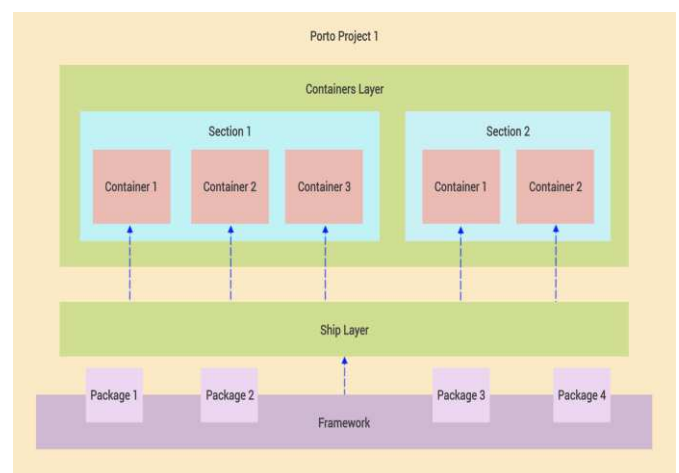 Porto Project 1
Containers Layer
Section 1
Section 2
Container 1
Container 2
Container 3
Container 1
Container 2
Ship Layer
Package 1
Package 2
Package 3
Package 4
Framework